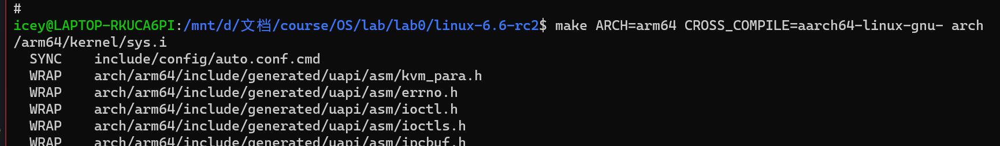 #
icey@LAPTOP-RKUCA6PI:/mnt/d/文档/course/OS/lab/lab0/linux-6.6-rc2$ make ARCH=arm64 CROSS_COMPILE=aarch64-linux-gnu- arch
/arm64/kernel/sys.i
  SYNC    include/config/auto.conf.cmd
  WRAP    arch/arm64/include/generated/uapi/asm/kvm_para.h
  WRAP    arch/arm64/include/generated/uapi/asm/errno.h
  WRAP    arch/arm64/include/generated/uapi/asm/ioctl.h
  WRAP    arch/arm64/include/generated/uapi/asm/ioctls.h
  WRAP    arch/arm64/include/generated/uapi/asm/ipcbuf.h